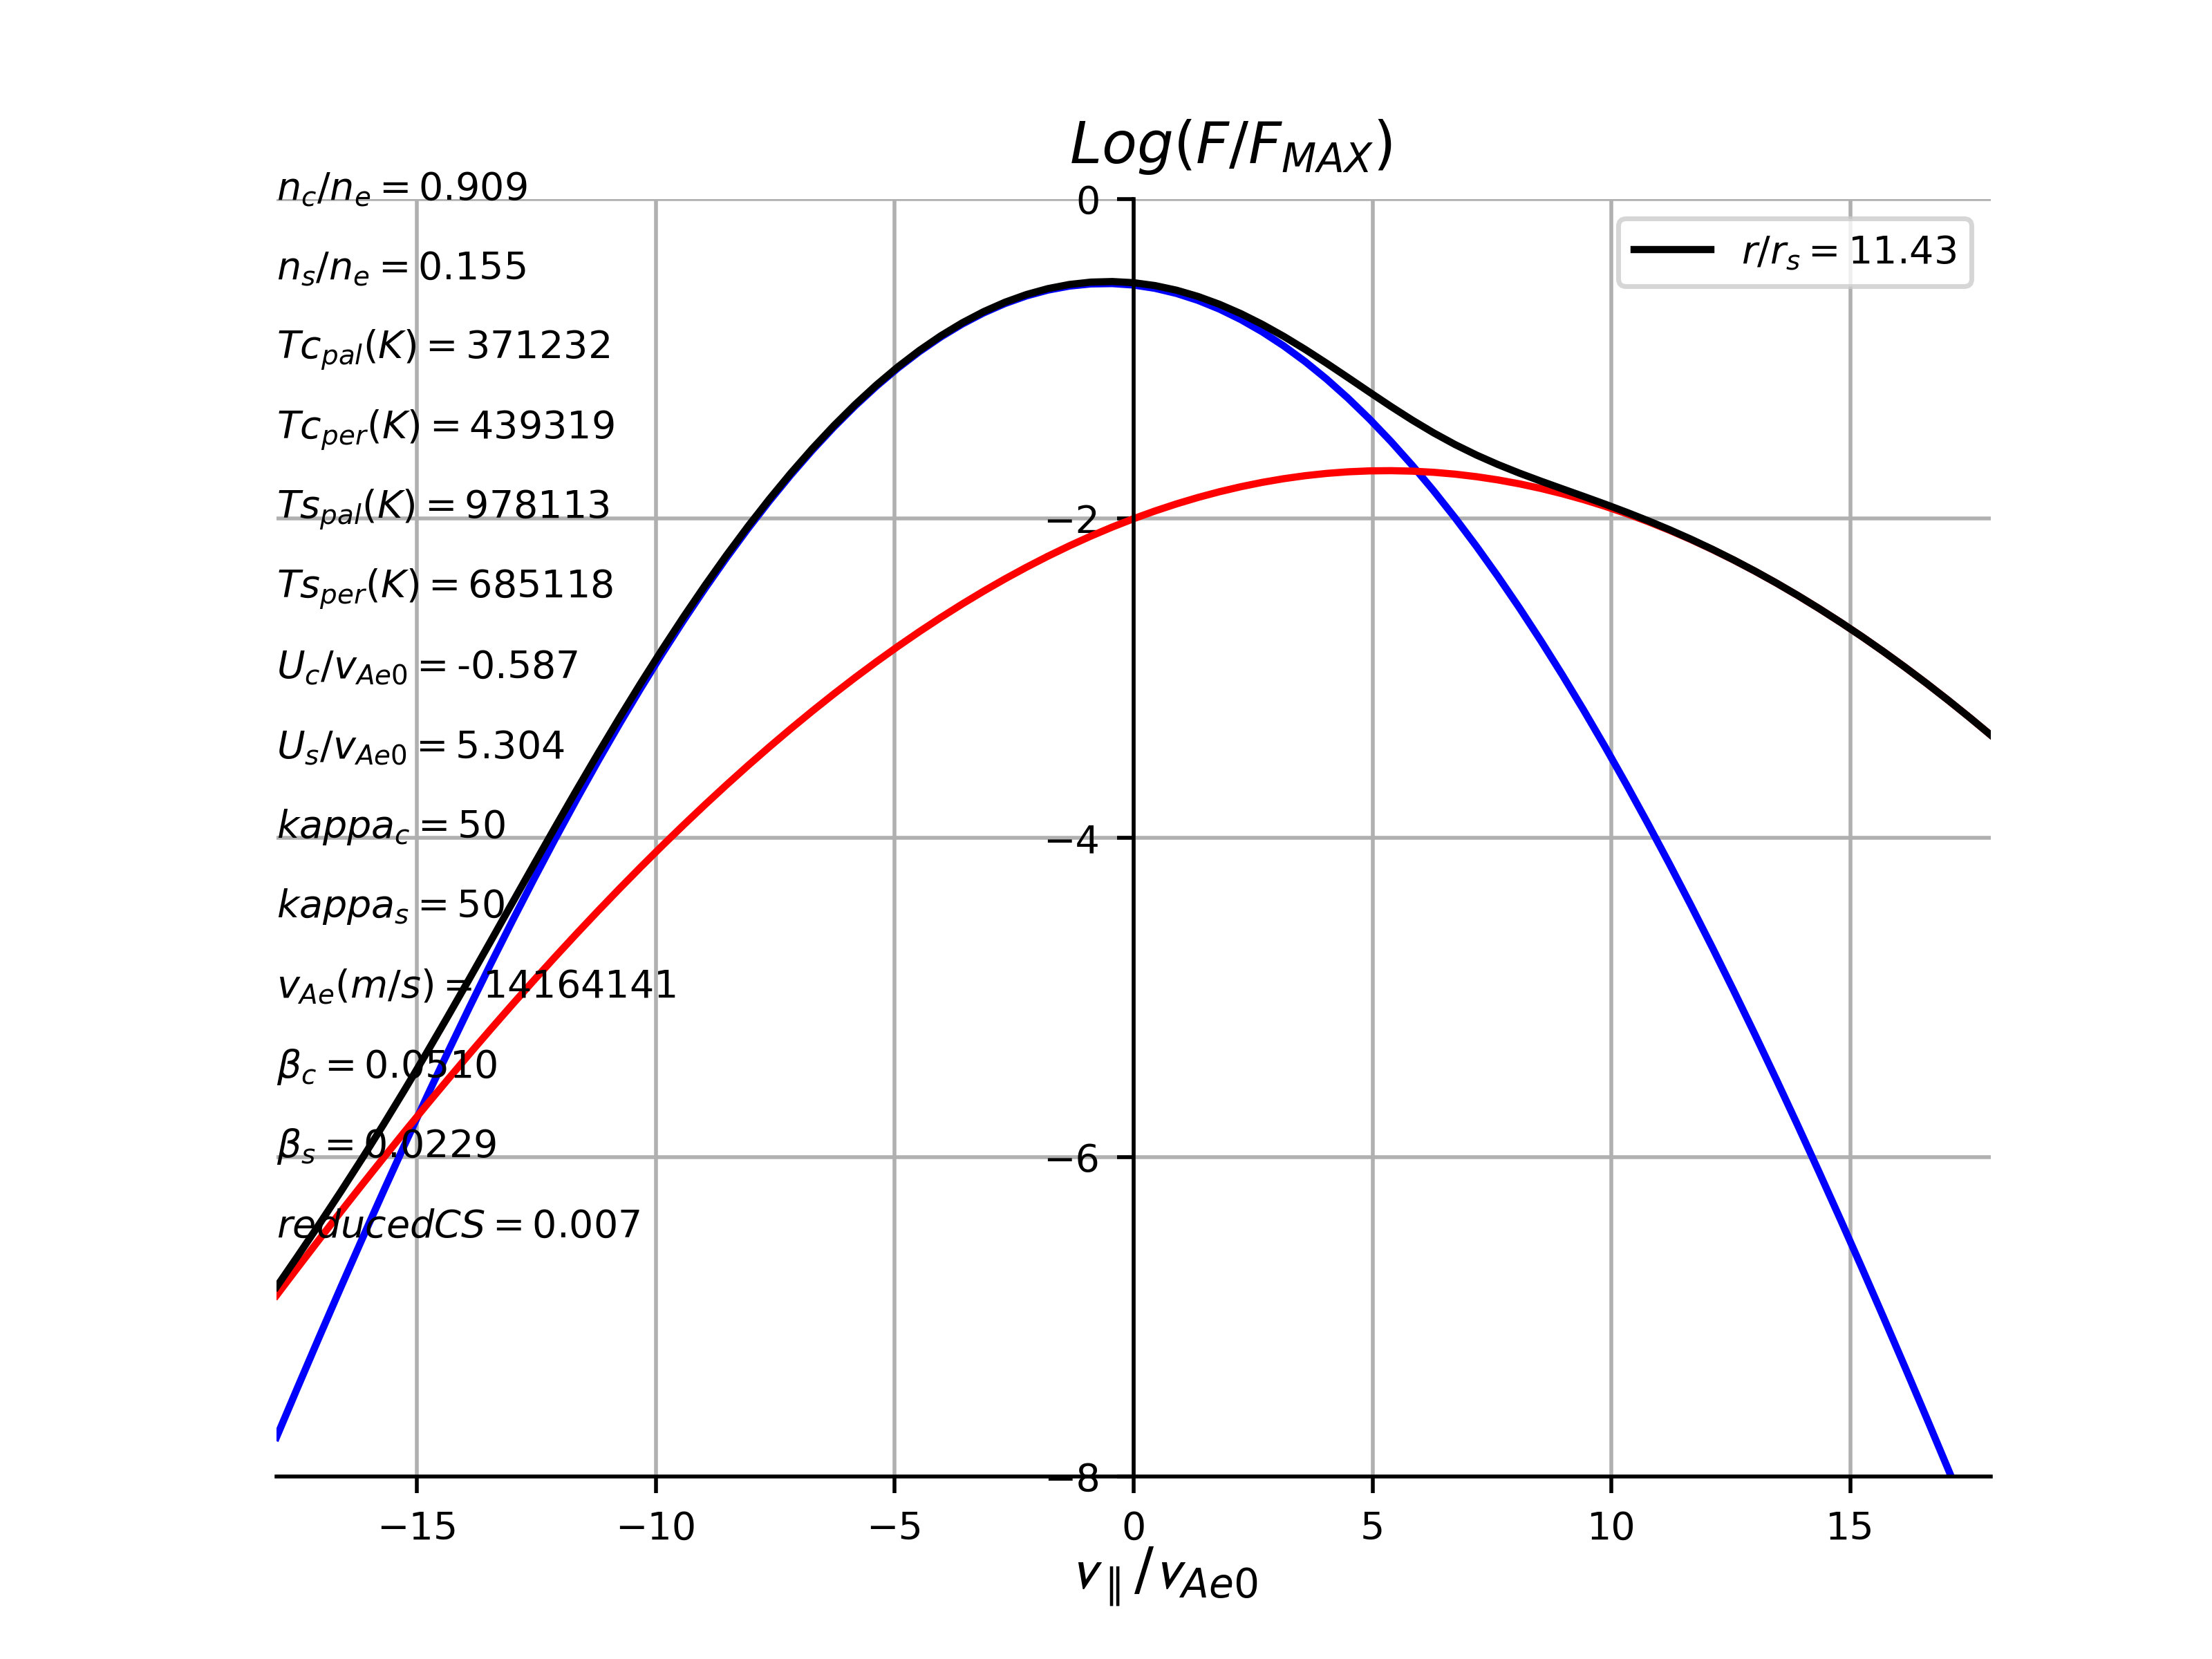 Log(F/F_MAX)
n_c/n_e = 0.909
0
r/r_s = 11.43
n_s/n_e = 0.155
Tc_pal(K) = 371232
Tc_per(K) = 439319
Ts_pal(K) = 978113
−2
Ts_per(K) = 685118
U_c/v_Ae0 = -0.587
U_s/v_Ae0 = 5.304
kappa_c = 50
−4
kappa_s = 50
v_Ae(m/s) = 14164141
β_c = 0.0510
β_s = 0.0229
−6
reducedCS = 0.007
−8
−15 −10 −5 0 5 10 15
v_∥/v_Ae0